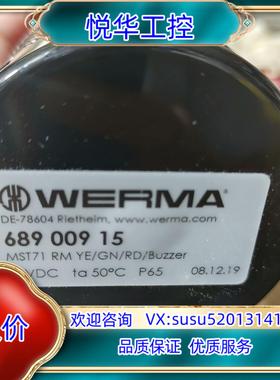 悦华工控
WERMA
DE-78604 Rietheim, www.werma.com
689 009 15
MST71 RM YE/GN/RD/Buzzer
VDC ta 50°C P65 08.12.19
价
欢迎咨询 VX:susu52013141
品质保证 优质服务